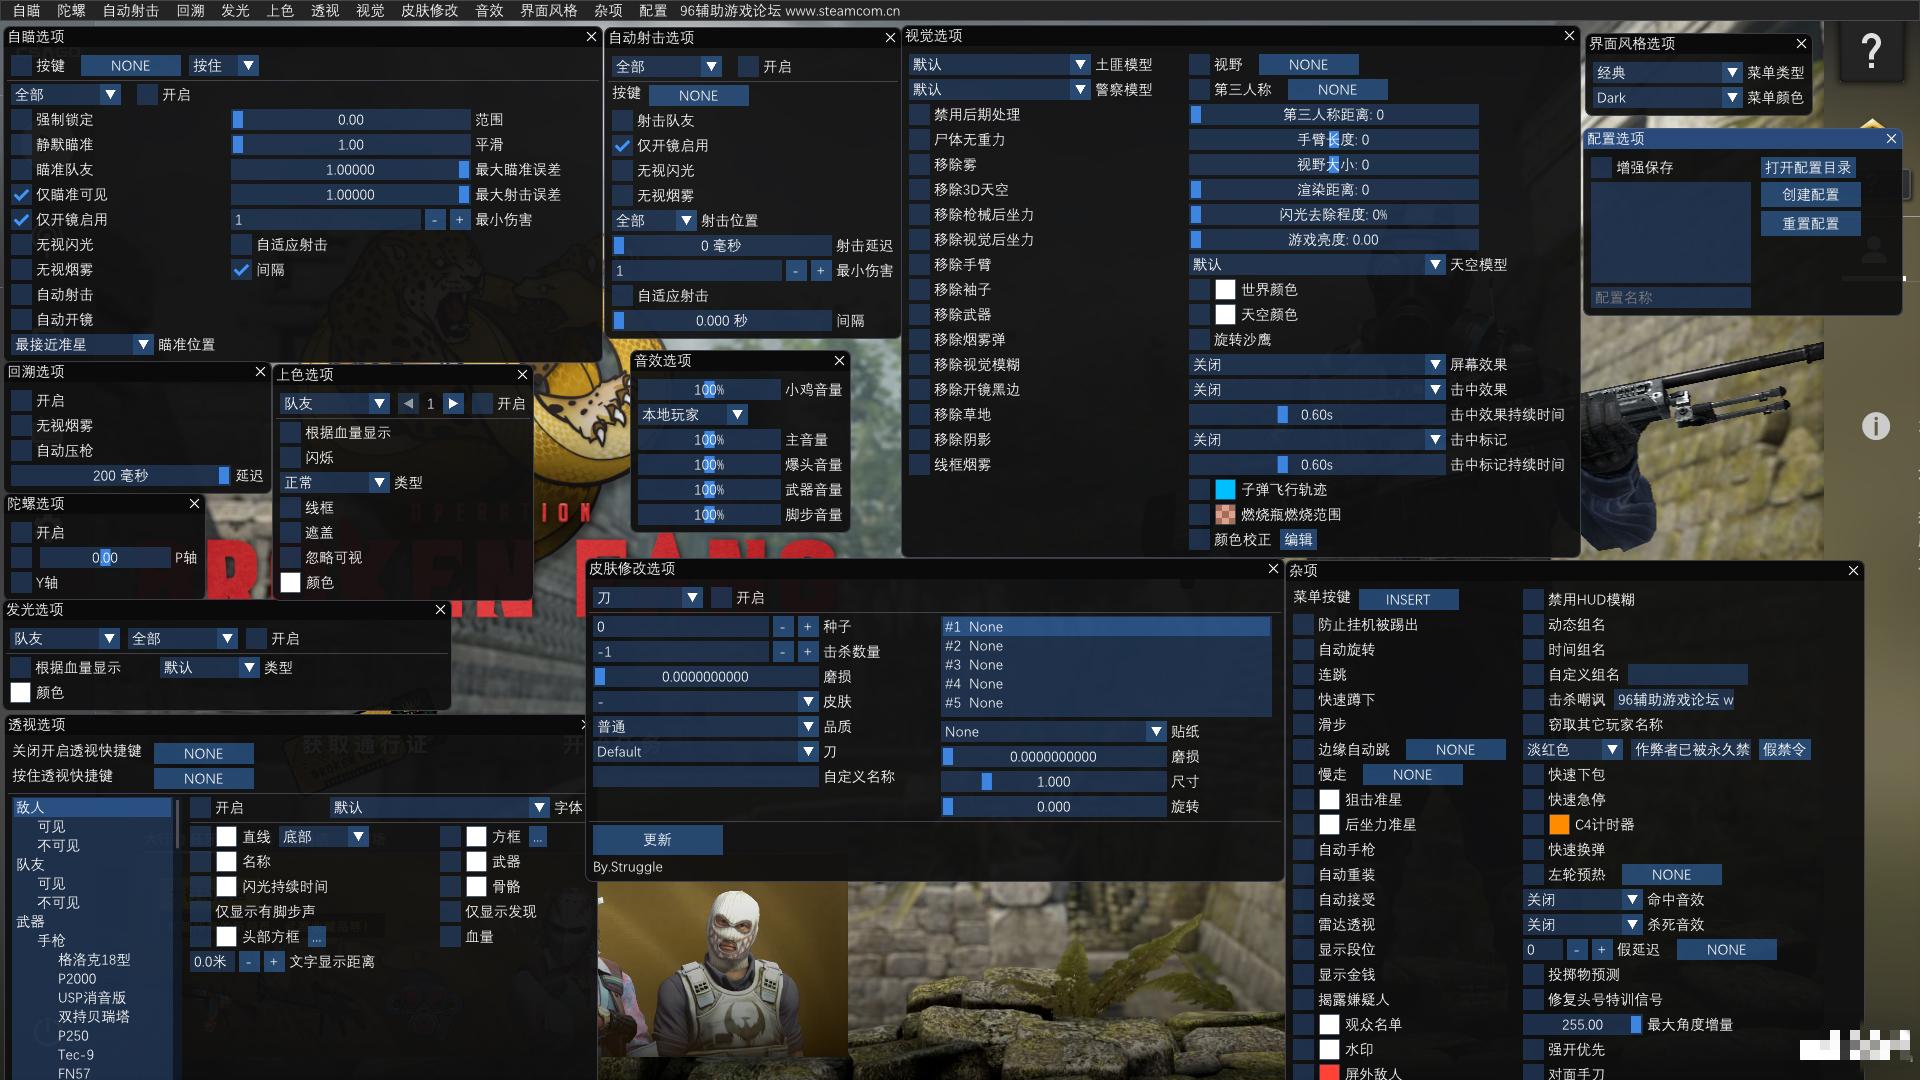 自瞄 陀螺 自动射击 回溯 发光 上色 透视 视觉 皮肤修改 音效 界面风格 杂项 配置 96辅助游戏论坛 www.steamcom.cn
自瞄选项
按键 NONE 按住
全部 开启
强制锁定 0.00 范围
静默瞄准 1.00 平滑
瞄准队友 1.00000 最大瞄准误差
仅瞄准可见 1.00000 最大射击误差
仅开镜启用 1 - + 最小伤害
无视闪光 自适应射击
无视烟雾 间隔
自动射击
自动开镜
最接近准星 瞄准位置
自动射击选项
全部 开启
按键 NONE
射击队友
仅开镜启用
无视闪光
无视烟雾
全部 射击位置
0 毫秒 射击延迟
1 - + 最小伤害
自适应射击
0.000 秒 间隔
视觉选项
默认 土匪模型 视野 NONE
默认 警察模型 第三人称 NONE
禁用后期处理 第三人称距离: 0
尸体无重力 手臂长度: 0
移除雾 视野大小: 0
移除3D天空 渲染距离: 0
移除枪械后坐力 闪光去除程度: 0%
移除视觉后坐力 游戏亮度: 0.00
移除手臂 默认 天空模型
移除袖子 世界颜色
移除武器 天空颜色
移除烟雾弹 旋转沙鹰
移除视觉模糊 关闭 屏幕效果
移除开镜黑边 关闭 击中效果
移除草地 0.60s 击中效果持续时间
移除阴影 关闭 击中标记
线框烟雾 0.60s 击中标记持续时间
子弹飞行轨迹
燃烧瓶燃烧范围
颜色校正 编辑
界面风格选项
经典 菜单类型
Dark 菜单颜色
?
配置选项
增强保存 打开配置目录
创建配置
重置配置
配置名称
回溯选项
开启
无视烟雾
自动压枪
200 毫秒 延迟
上色选项
队友 1 开启
根据血量显示
闪烁
正常 类型
线框
遮盖
忽略可视
颜色
音效选项
100% 小鸡音量
本地玩家
100% 主音量
100% 爆头音量
100% 武器音量
100% 脚步音量
陀螺选项
开启
0.00 P轴
Y轴
发光选项
队友 全部 开启
根据血量显示 默认 类型
颜色
透视选项
关闭开启透视快捷键 NONE
按住透视快捷键 NONE
敌人
可见
不可见
队友
可见
不可见
武器
手枪
格洛克18型
P2000
USP消音版
双持贝瑞塔
P250
Tec-9
FN57
开启 默认 字体
直线 底部 方框 ...
名称 武器
闪光持续时间 骨骼
仅显示有脚步声 仅显示发现
头部方框 ... 血量
0.0米 - + 文字显示距离
皮肤修改选项
刀 开启
0 - + 种子
-1 - + 击杀数量
0.0000000000 磨损
- 皮肤
普通 品质
Default 刀
自定义名称
#1 None
#2 None
#3 None
#4 None
#5 None
None 贴纸
0.0000000000 磨损
1.000 尺寸
0.000 旋转
更新
By.Struggle
杂项
菜单按键 INSERT 禁用HUD模糊
防止挂机被踢出 动态组名
自动旋转 时间组名
连跳 自定义组名
快速蹲下 击杀嘲讽 96辅助游戏论坛 w
滑步 窃取其它玩家名称
边缘自动跳 NONE 淡红色 作弊者已被永久禁 假禁令
慢走 NONE 快速下包
狙击准星 快速急停
后坐力准星 C4计时器
自动手枪 快速换弹
自动重装 左轮预热 NONE
自动接受 关闭 命中音效
雷达透视 关闭 杀死音效
显示段位 0 - + 假延迟 NONE
显示金钱 投掷物预测
揭露嫌疑人 修复头号特训信号
观众名单 255.00 最大角度增量
水印 强开优先
屏外敌人 对面手刀